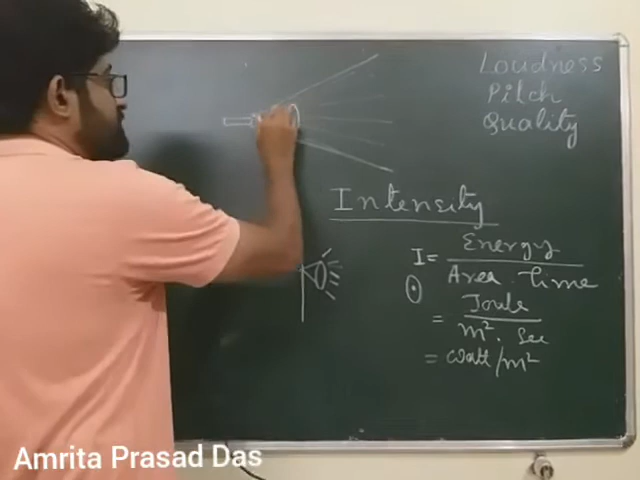 Loudness
Pitch
Quality
Intensity
I = Energy / Area . Time
= Joule / m² . Sec
= Watt/m²
Amrita Prasad Das